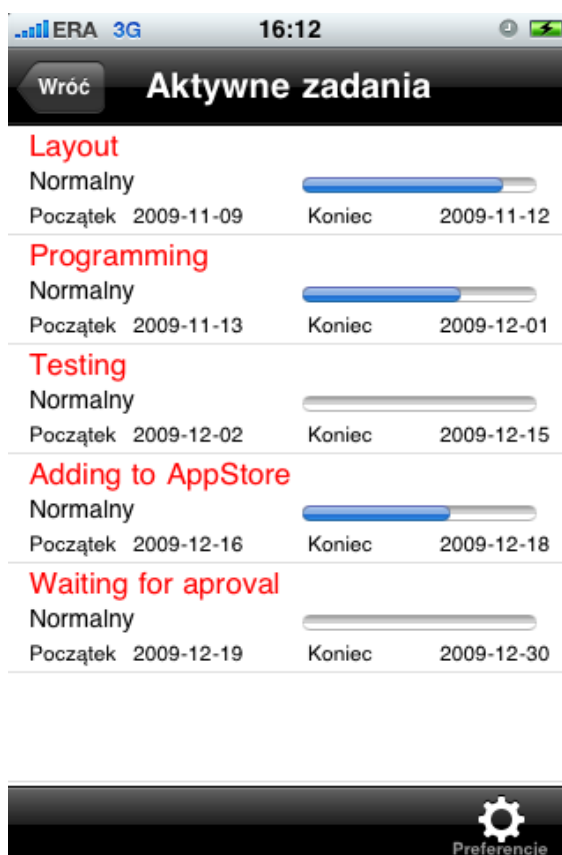 ERA 3G 16:12
Wróć Aktywne zadania
Layout
Normalny
Początek 2009-11-09 Koniec 2009-11-12
Programming
Normalny
Początek 2009-11-13 Koniec 2009-12-01
Testing
Normalny
Początek 2009-12-02 Koniec 2009-12-15
Adding to AppStore
Normalny
Początek 2009-12-16 Koniec 2009-12-18
Waiting for aproval
Normalny
Początek 2009-12-19 Koniec 2009-12-30
Preferencie